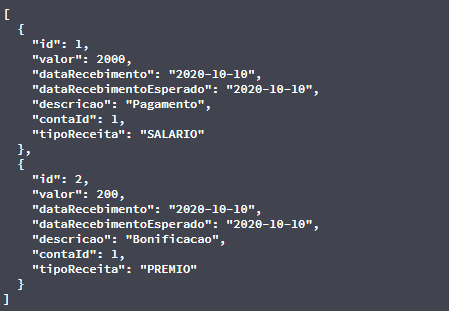 [
  {
    "id": 1,
    "valor": 2000,
    "dataRecebimento": "2020-10-10",
    "dataRecebimentoEsperado": "2020-10-10",
    "descricao": "Pagamento",
    "contaId": 1,
    "tipoReceita": "SALARIO"
  },
  {
    "id": 2,
    "valor": 200,
    "dataRecebimento": "2020-10-10",
    "dataRecebimentoEsperado": "2020-10-10",
    "descricao": "Bonificacao",
    "contaId": 1,
    "tipoReceita": "PREMIO"
  }
]